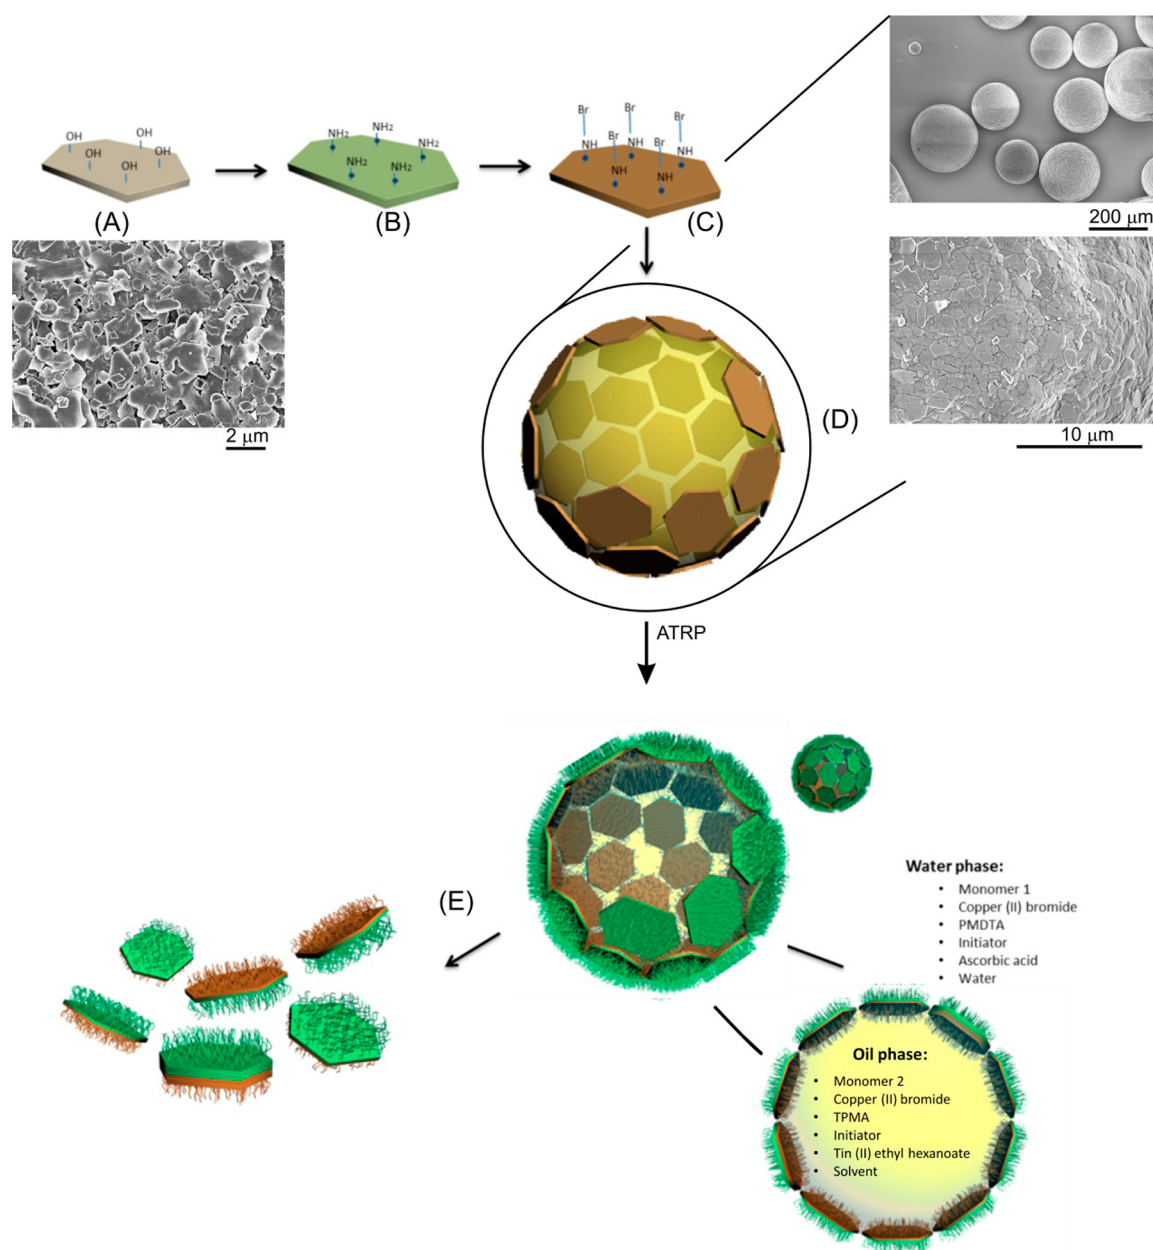 OH
OH
OH
OH
OH
(A)
NH2
NH2
NH2
NH2
NH2
(B)
Br
Br
Br
Br
NH
NH
NH
NH
NH
(C)
200 µm
2 µm
(D)
10 µm
ATRP
(E)
Water phase:
• Monomer 1
• Copper (II) bromide
• PMDTA
• Initiator
• Ascorbic acid
• Water
Oil phase:
• Monomer 2
• Copper (II) bromide
• TPMA
• Initiator
• Tin (II) ethyl hexanoate
• Solvent